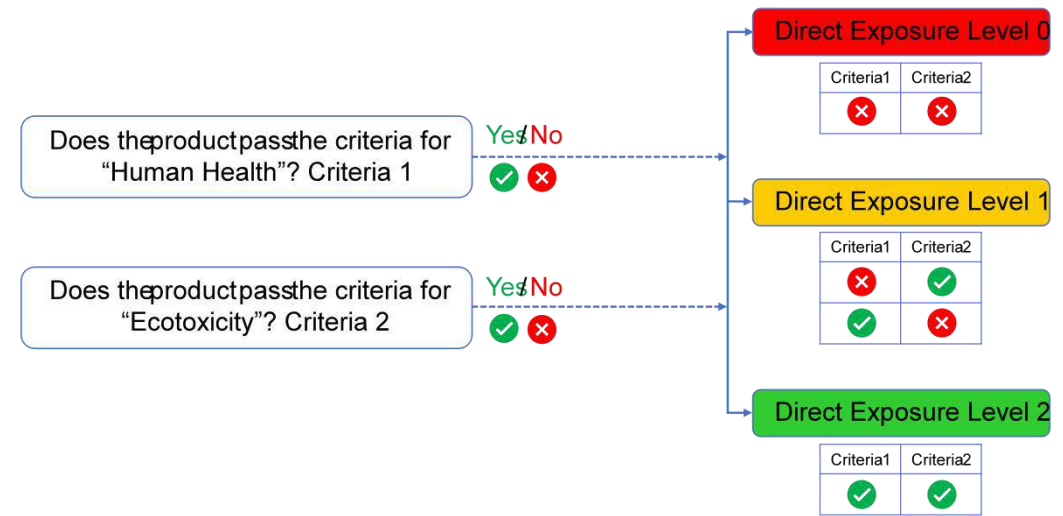 Does theproductpassthe criteria for
“Human Health”? Criteria 1
Yes/No
Does theproductpassthe criteria for
“Ecotoxicity”? Criteria 2
Yes/No
Direct Exposure Level 0
Criteria1 Criteria2
Direct Exposure Level 1
Criteria1 Criteria2
Direct Exposure Level 2
Criteria1 Criteria2